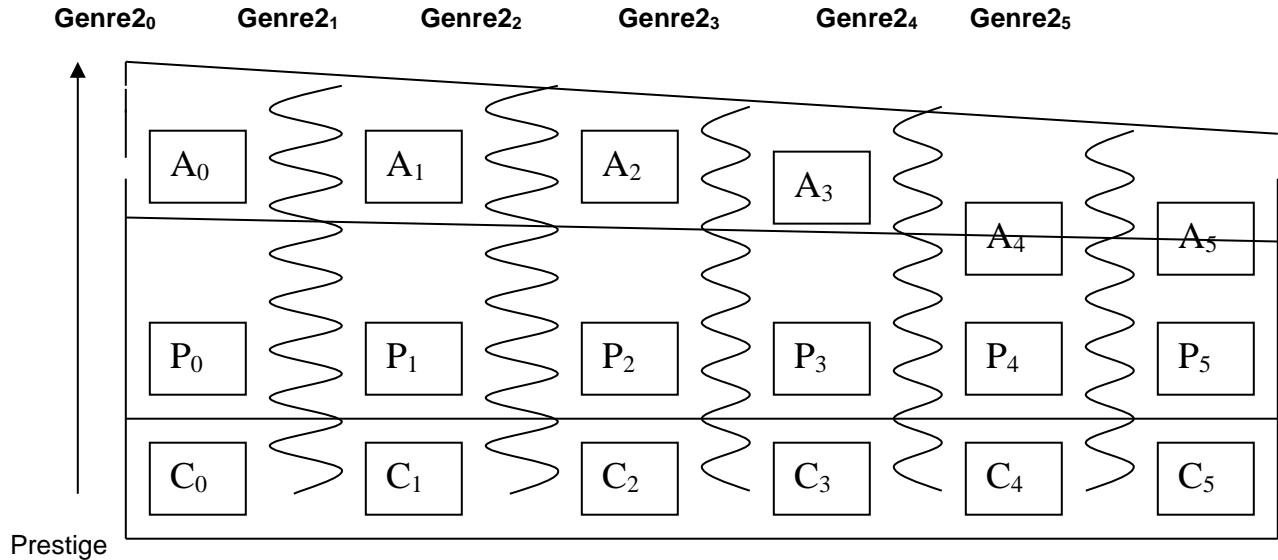 Genre2₀ Genre2₁ Genre2₂ Genre2₃ Genre2₄ Genre2₅
A₀ A₁ A₂ A₃ A₄ A₅
P₀ P₁ P₂ P₃ P₄ P₅
C₀ C₁ C₂ C₃ C₄ C₅
Prestige